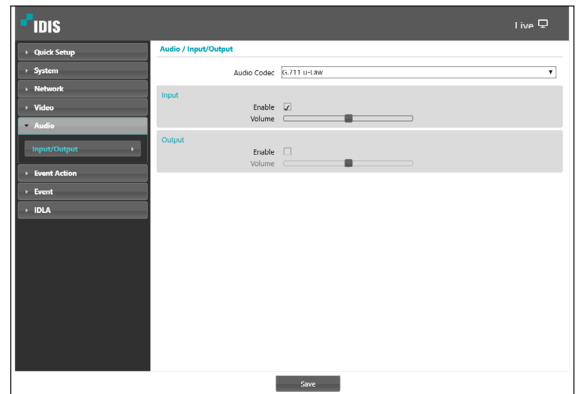 IDIS
Live
Quick Setup
System
Network
Video
Audio
Input/Output
Event Action
Event
IDLA
Audio / Input/Output
Audio Codec G.711 u-Law
Input
Enable
Volume
Output
Enable
Volume
Save